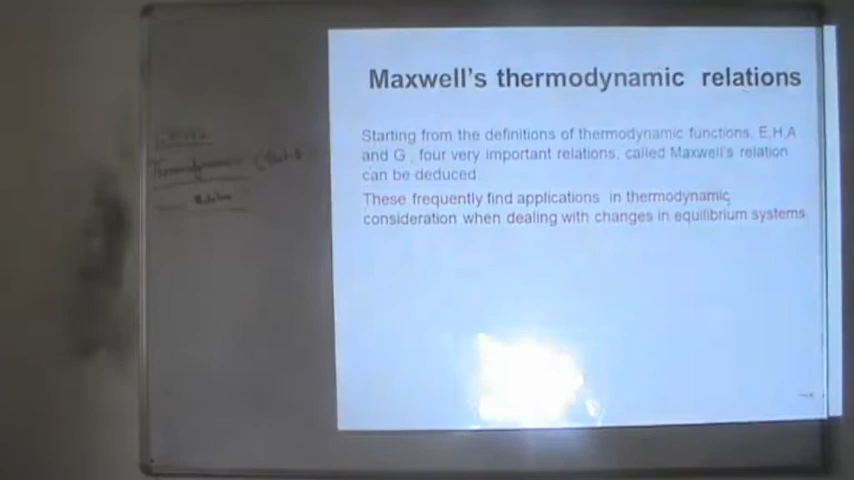 Maxwell's thermodynamic relations
Starting from the definitions of thermodynamic functions, E,H,A
and G , four very important relations, called Maxwell's relation
can be deduced
These frequently find applications in thermodynamic
consideration when dealing with changes in equilibrium systems